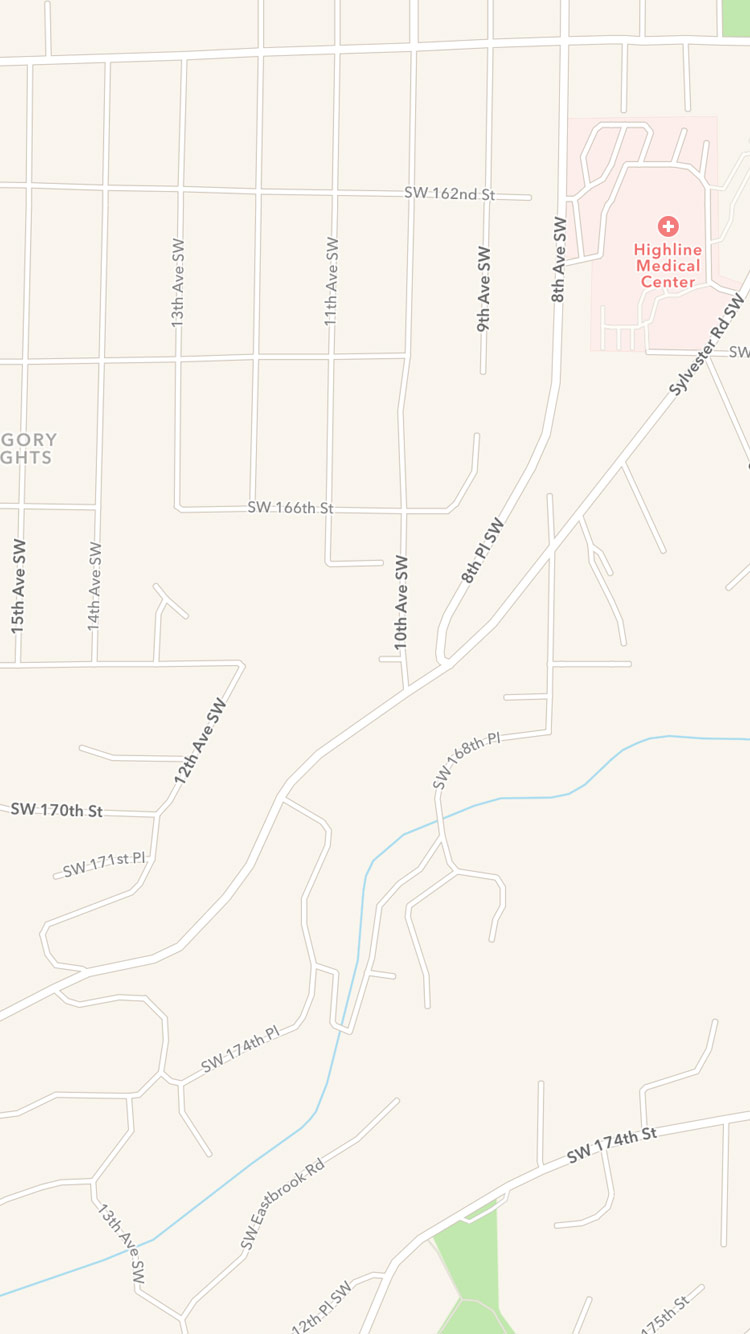 SW 162nd St
13th Ave SW
11th Ave SW
9th Ave SW
8th Ave SW
Highline
Medical
Center
Sylvester Rd SW
SW
GORY
GHTS
SW 166th St
15th Ave SW
14th Ave SW
10th Ave SW
8th Pl SW
12th Ave SW
SW 168th Pl
SW 170th St
SW 171st Pl
SW 174th Pl
SW 174th St
SW Eastbrook Rd
13th Ave SW
12th Pl SW
175th St